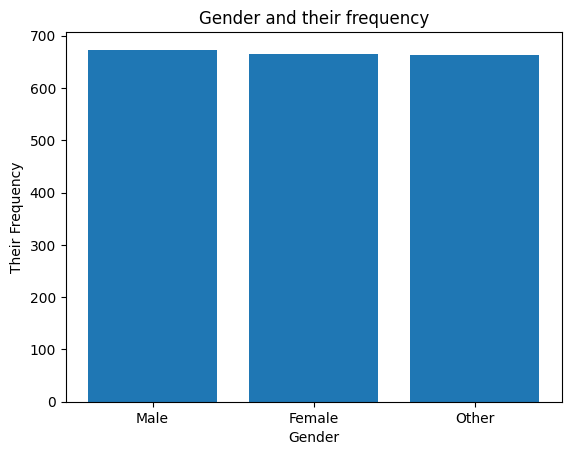 Gender and their frequency
700
600
500
400
300
200
100
0
Their Frequency
Male Female Other
Gender